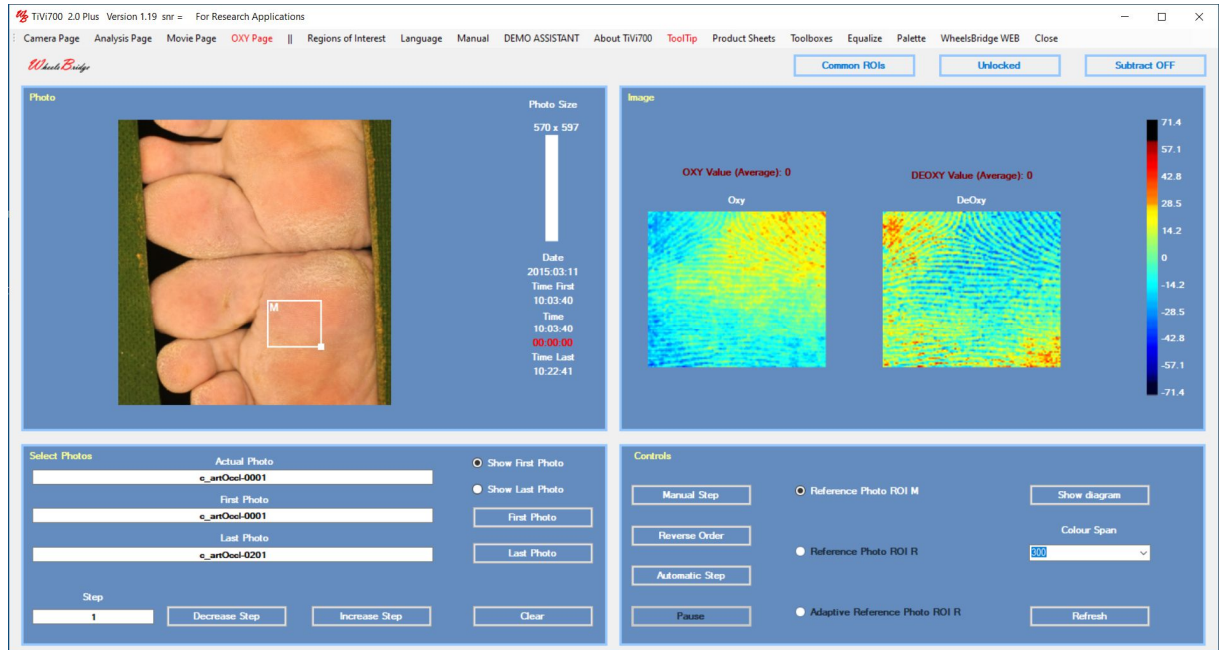 TiVi700 2.0 Plus Version 1.19 snr = For Research Applications
Camera Page Analysis Page Movie Page OXY Page || Regions of Interest Language Manual DEMO ASSISTANT About TiVi700 ToolTip Product Sheets Toolboxes Equalize Palette WheelsBridge WEB Close
WheelsBridge
Common ROIs Unlocked Subtract OFF
Photo
Photo Size
570 x 597
M
Date
2015:03:11
Time First
10:03:40
Time
10:03:40
00:00:00
Time Last
10:22:41
Image
OXY Value (Average): 0
DEOXY Value (Average): 0
Oxy
DeOxy
71.4
57.1
42.8
28.5
14.2
0
-14.2
-28.5
-42.8
-57.1
-71.4
Select Photos
Actual Photo
c_artOccl-0001
First Photo
c_artOccl-0001
Last Photo
c_artOccl-0201
Step
1
Decrease Step
Increase Step
Show First Photo
Show Last Photo
First Photo
Last Photo
Clear
Controls
Manual Step
Reverse Order
Automatic Step
Pause
Reference Photo ROI M
Reference Photo ROI R
Adaptive Reference Photo ROI R
Show diagram
Colour Span
300
Refresh